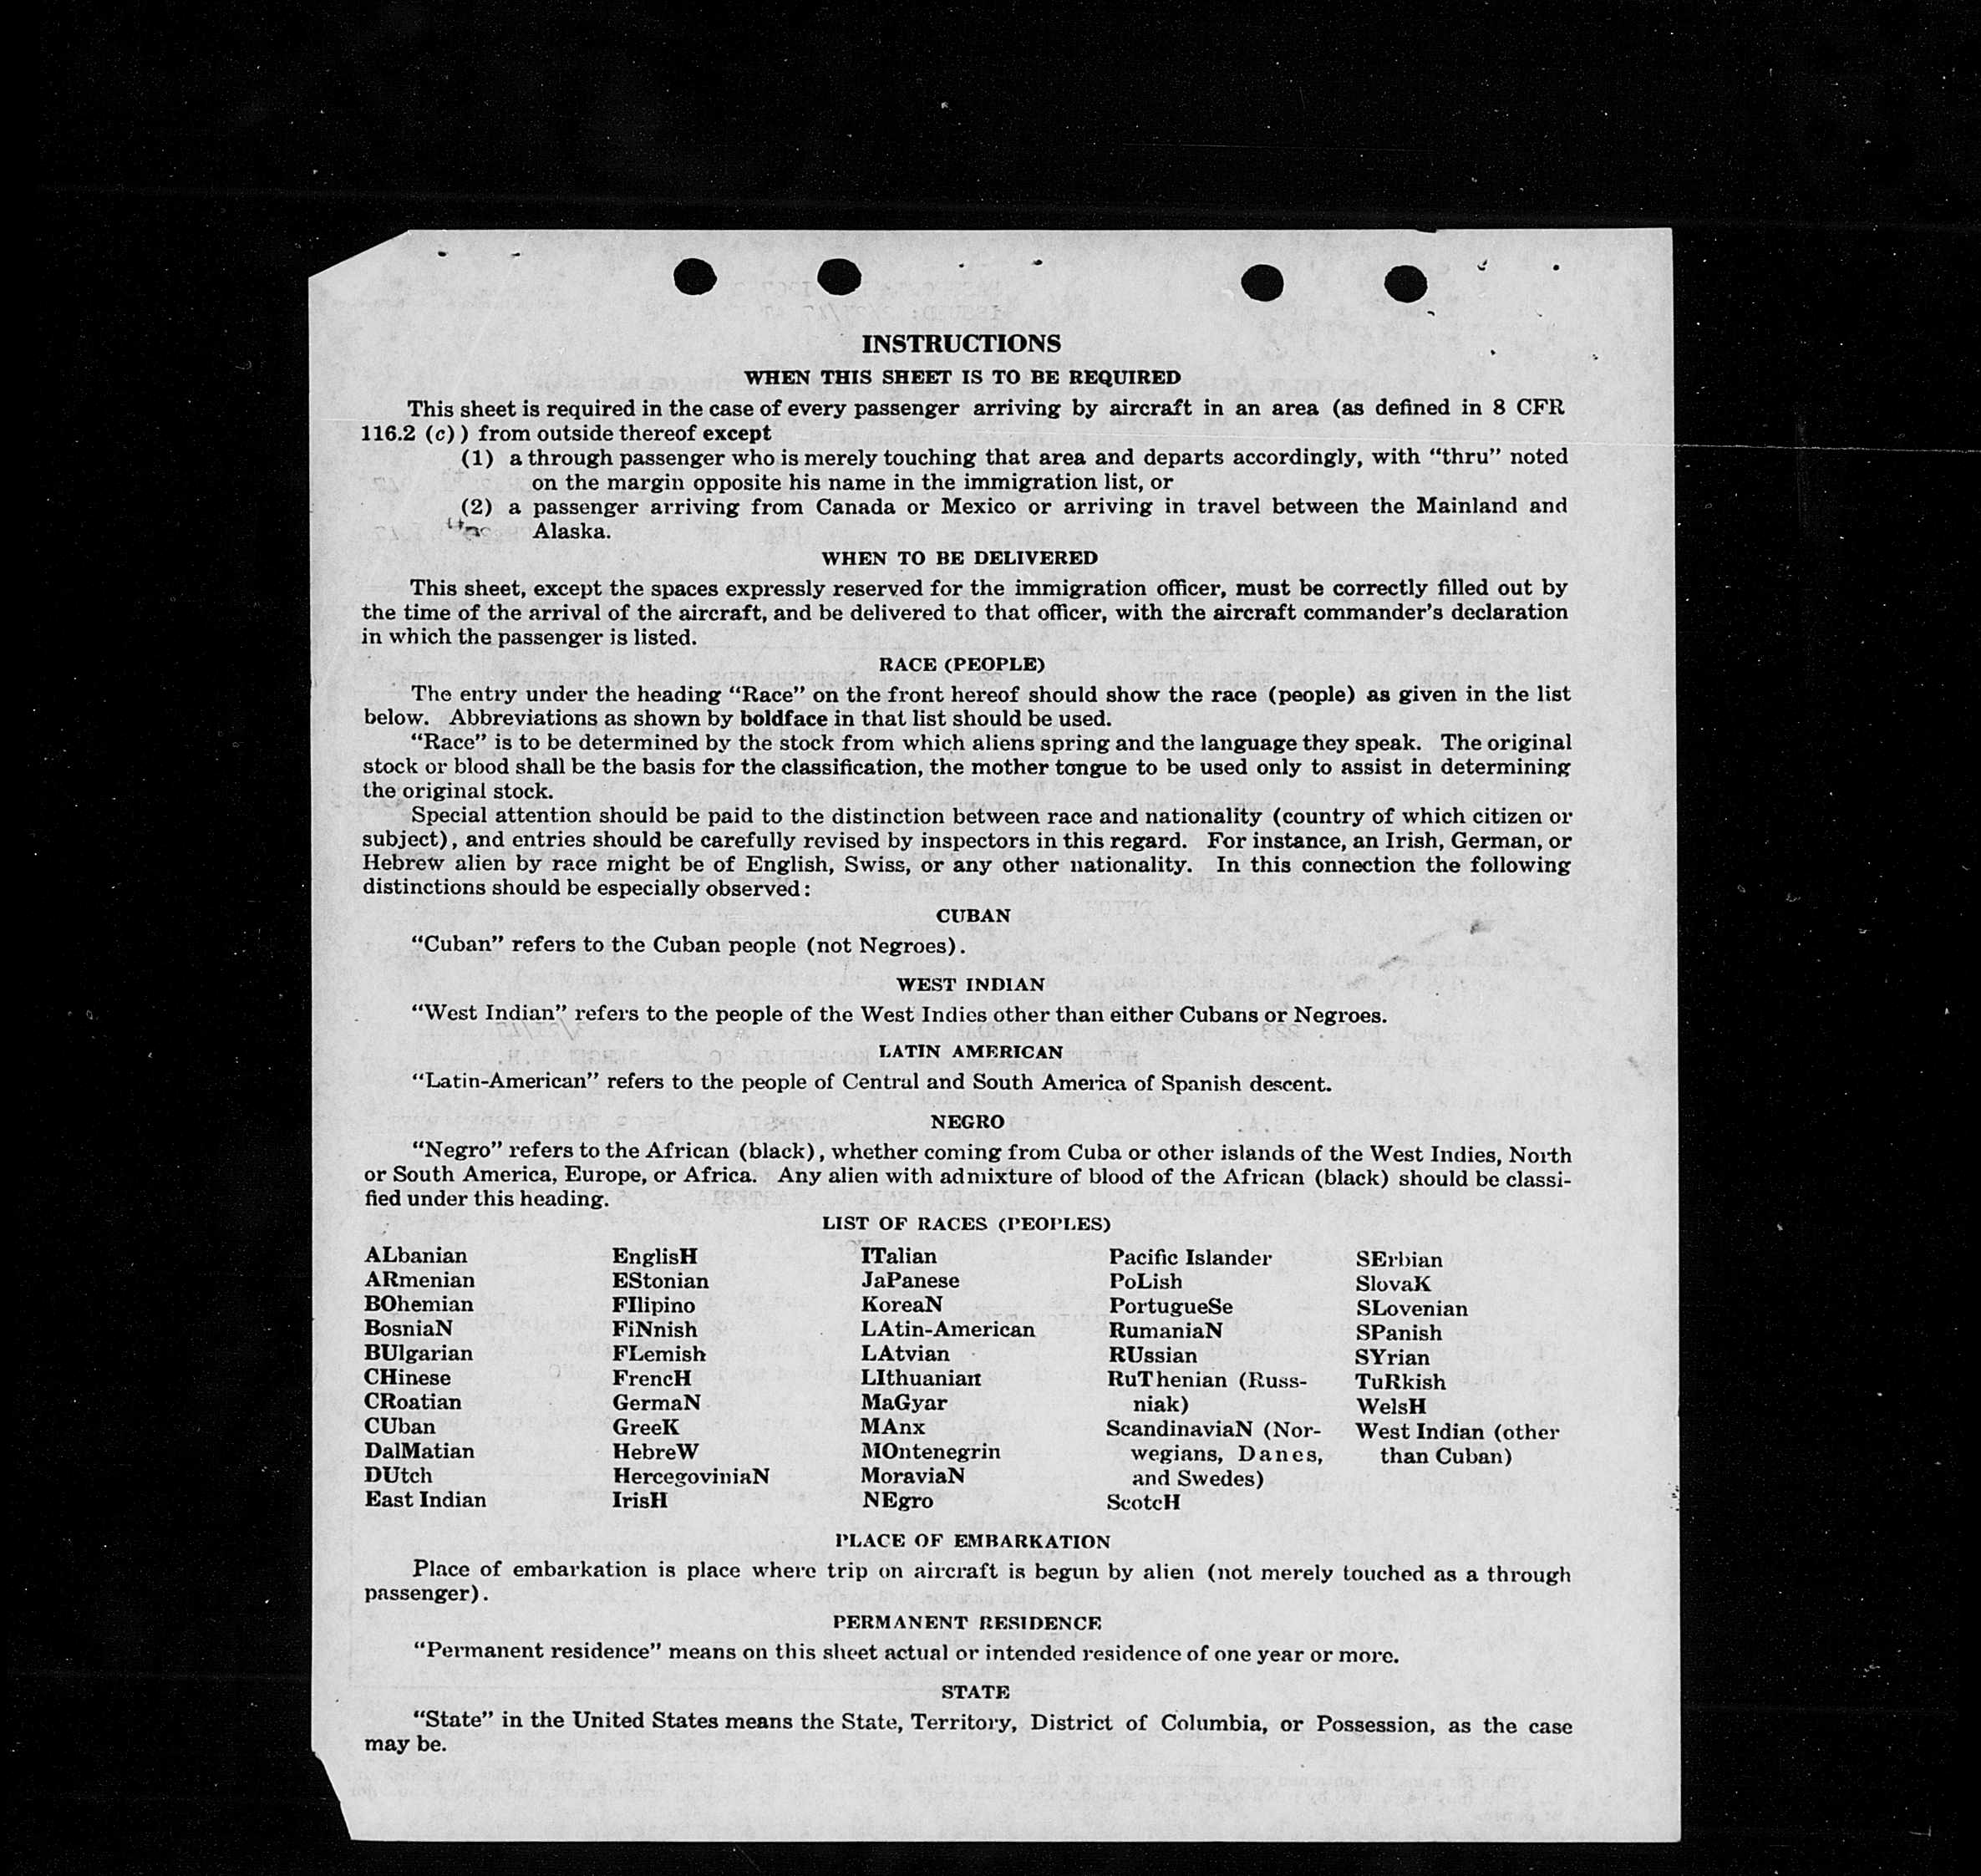 INSTRUCTIONS
WHEN THIS SHEET IS TO BE REQUIRED
This sheet is required in the case of every passenger arriving by aircraft in an area (as defined in 8 CFR
116.2 (c)) from outside thereof except
(1) a through passenger who is merely touching that area and departs accordingly, with “thru” noted
on the margin opposite his name in the immigration list, or
(2) a passenger arriving from Canada or Mexico or arriving in travel between the Mainland and
Alaska.
WHEN TO BE DELIVERED
This sheet, except the spaces expressly reserved for the immigration officer, must be correctly filled out by
the time of the arrival of the aircraft, and be delivered to that officer, with the aircraft commander’s declaration
in which the passenger is listed.
RACE (PEOPLE)
The entry under the heading “Race” on the front hereof should show the race (people) as given in the list
below. Abbreviations as shown by boldface in that list should be used.
“Race” is to be determined by the stock from which aliens spring and the language they speak. The original
stock or blood shall be the basis for the classification, the mother tongue to be used only to assist in determining
the original stock.
Special attention should be paid to the distinction between race and nationality (country of which citizen or
subject), and entries should be carefully revised by inspectors in this regard. For instance, an Irish, German, or
Hebrew alien by race might be of English, Swiss, or any other nationality. In this connection the following
distinctions should be especially observed:
CUBAN
“Cuban” refers to the Cuban people (not Negroes).
WEST INDIAN
“West Indian” refers to the people of the West Indies other than either Cubans or Negroes.
LATIN AMERICAN
“Latin-American” refers to the people of Central and South America of Spanish descent.
NEGRO
“Negro” refers to the African (black), whether coming from Cuba or other islands of the West Indies, North
or South America, Europe, or Africa. Any alien with admixture of blood of the African (black) should be classi-
fied under this heading.
LIST OF RACES (PEOPLES)
ALbanian
ARmenian
BOhemian
BosniaN
BUlgarian
CHinese
CRoatian
CUban
DalMatian
DUtch
East Indian
EnglisH
EStonian
FIlipino
FiNnish
FLemish
FrencH
GermaN
GreeK
HebreW
HercegoviniaN
IrisH
ITalian
JaPanese
KoreaN
LAtin-American
LAtvian
LIthuanian
MaGyar
MAnx
MOntenegrin
MoraviaN
NEgro
Pacific Islander
PoLish
PortugueSe
RumaniaN
RUssian
RuThenian (Russ-
niak)
ScandinaviaN (Nor-
wegians, Danes,
and Swedes)
ScotcH
SErbian
SlovaK
SLovenian
SPanish
SYrian
TuRkish
WelsH
West Indian (other
than Cuban)
PLACE OF EMBARKATION
Place of embarkation is place where trip on aircraft is begun by alien (not merely touched as a through
passenger).
PERMANENT RESIDENCE
“Permanent residence” means on this sheet actual or intended residence of one year or more.
STATE
“State” in the United States means the State, Territory, District of Columbia, or Possession, as the case
may be.